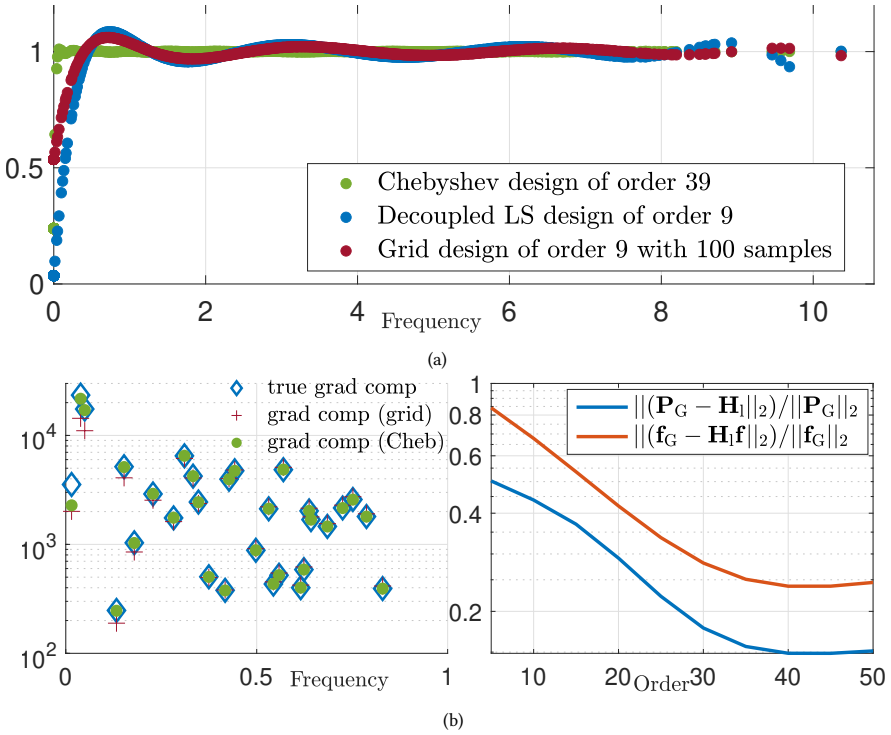 1
0.5
0
Chebyshev design of order 39
Decoupled LS design of order 9
Grid design of order 9 with 100 samples
0 2 4 6 8 10
Frequency
(a)
true grad comp
grad comp (grid)
grad comp (Cheb)
10^4
10^3
10^2
0 0.5 1
Frequency
1
0.8
0.6
0.4
0.2
||(P_G − H_l||_2)/||P_G||_2
||(f_G − H_l f||_2)/||f_G||_2
10 20 30 40 50
Order
(b)